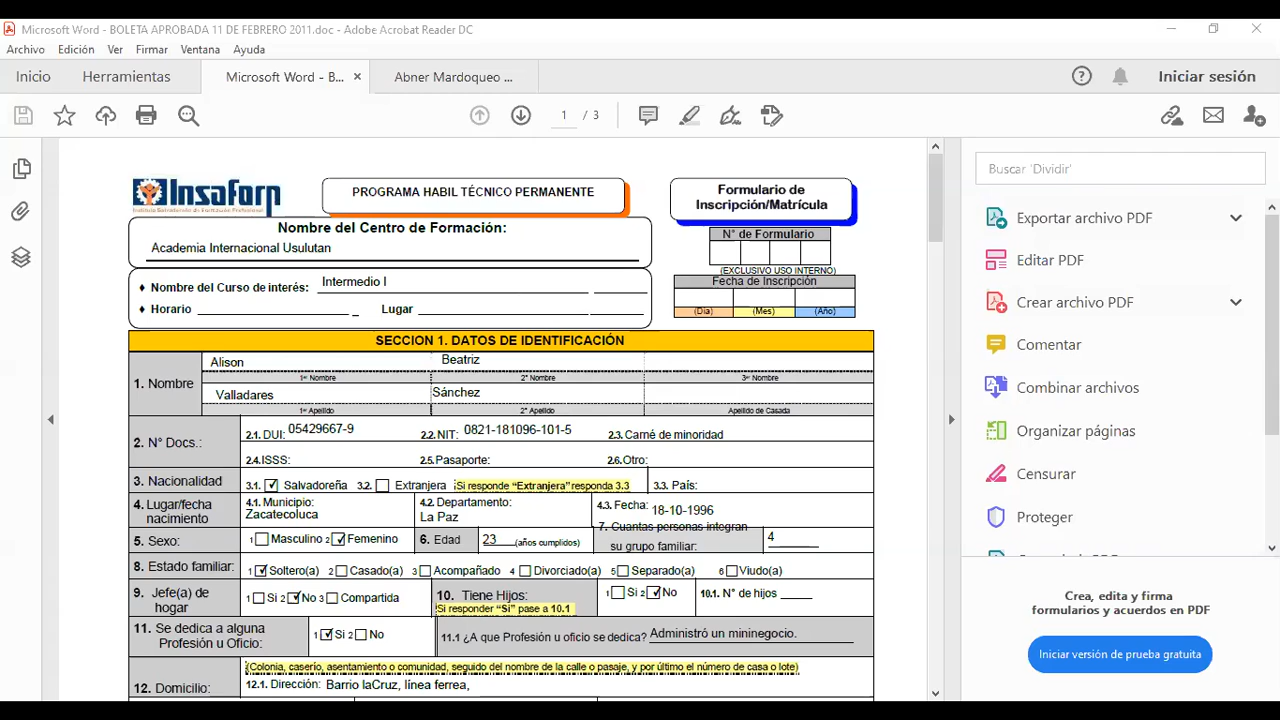 Microsoft Word - BOLETA APROBADA 11 DE FEBRERO 2011.doc - Adobe Acrobat Reader DC
Archivo Edición Ver Firmar Ventana Ayuda
Inicio Herramientas Microsoft Word - B... Abner Mardoqueo ... Iniciar sesión
1 / 3
Buscar 'Dividir'
Exportar archivo PDF
Editar PDF
Crear archivo PDF
Comentar
Combinar archivos
Organizar páginas
Censurar
Proteger
Crea, edita y firma
formularios y acuerdos en PDF
Iniciar versión de prueba gratuita
Insaforp
Instituto Salvadoreño de Formación Profesional
PROGRAMA HABIL TÉCNICO PERMANENTE
Formulario de
Inscripción/Matrícula
Nombre del Centro de Formación:
Academia Internacional Usulutan
N° de Formulario
(EXCLUSIVO USO INTERNO)
Fecha de Inscripción
(Día) (Mes) (Año)
♦ Nombre del Curso de interés: Intermedio I
♦ Horario Lugar
SECCION 1. DATOS DE IDENTIFICACIÓN
1. Nombre
Alison Beatriz
1er Nombre 2° Nombre 3er Nombre
Valladares Sánchez
1er Apellido 2° Apellido Apellido de Casada
2. N° Docs.:
2.1. DUI: 05429667-9 2.2. NIT: 0821-181096-101-5 2.3. Carné de minoridad
2.4. ISSS: 2.5. Pasaporte: 2.6. Otro:
3. Nacionalidad 3.1. Salvadoreña 3.2. Extranjera Si responde “Extranjera” responda 3.3 3.3. País:
4. Lugar/fecha
nacimiento
4.1. Municipio:
Zacatecoluca
4.2. Departamento:
La Paz
4.3. Fecha: 18-10-1996
5. Sexo: 1 Masculino 2 Femenino 6. Edad 23 (años cumplidos)
7. Cuantas personas integran
su grupo familiar: 4
8. Estado familiar: 1 Soltero(a) 2 Casado(a) 3 Acompañado 4 Divorciado(a) 5 Separado(a) 6 Viudo(a)
9. Jefe(a) de
hogar
1 Si 2 No 3 Compartida
10. Tiene Hijos:
Si responder “Si” pase a 10.1
1 Si 2 No 10.1. N° de hijos
11. Se dedica a alguna
Profesión u Oficio:
1 Si 2 No
11.1 ¿A que Profesión u oficio se dedica? Administró un mininegocio.
12. Domicilio:
(Colonia, caserío, asentamiento o comunidad, seguido del nombre de la calle o pasaje, y por último el número de casa o lote)
12.1. Dirección: Barrio laCruz, línea ferrea,